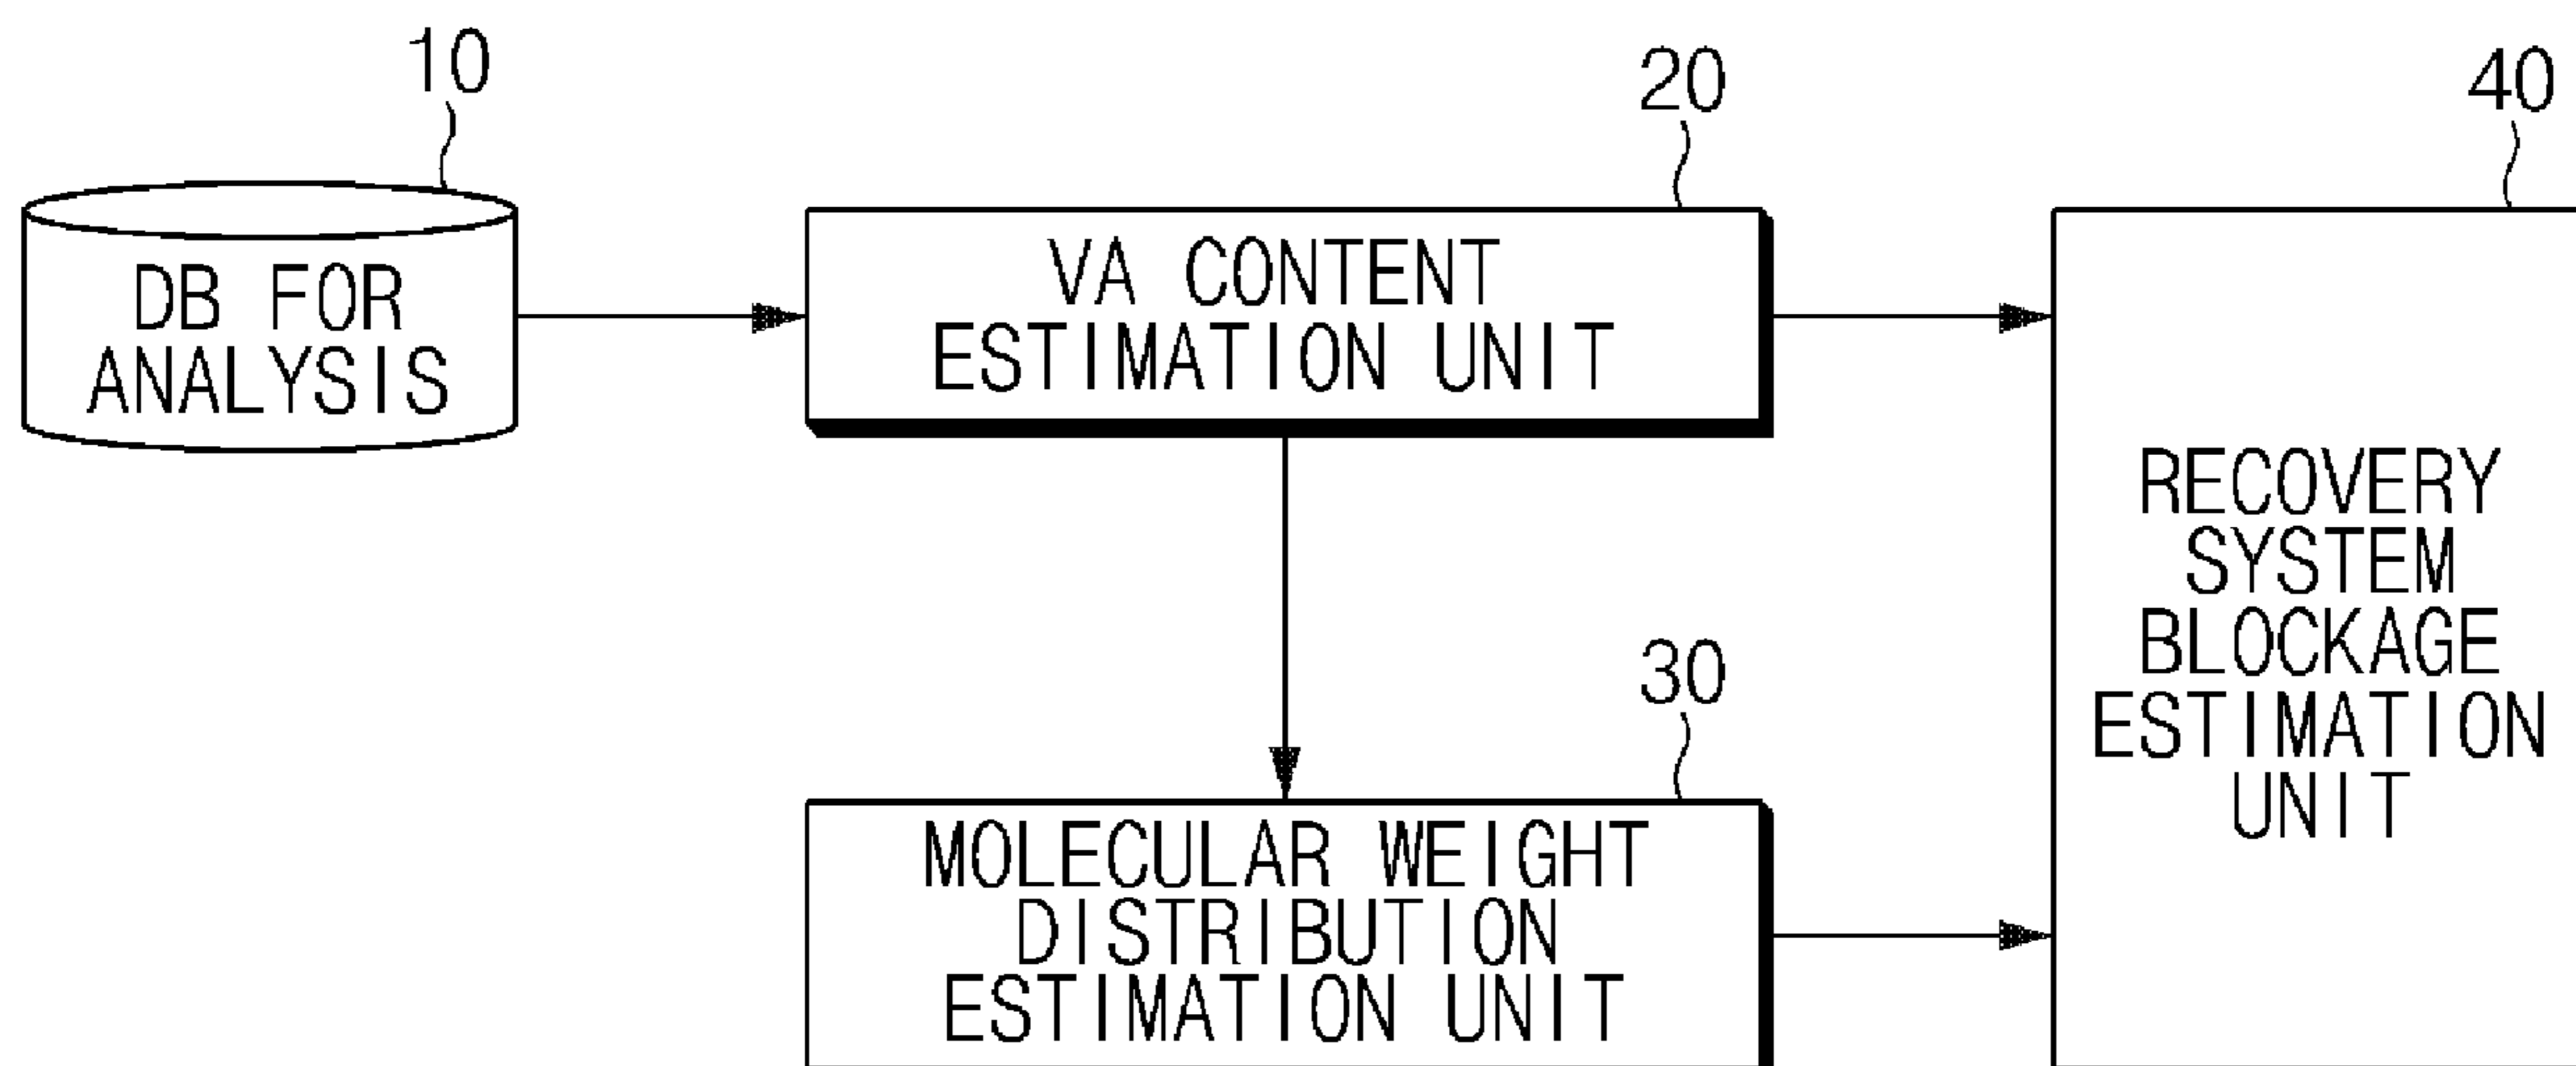 10
DB FOR
ANALYSIS
20
VA CONTENT
ESTIMATION UNIT
30
MOLECULAR WEIGHT
DISTRIBUTION
ESTIMATION UNIT
40
RECOVERY
SYSTEM
BLOCKAGE
ESTIMATION
UNIT